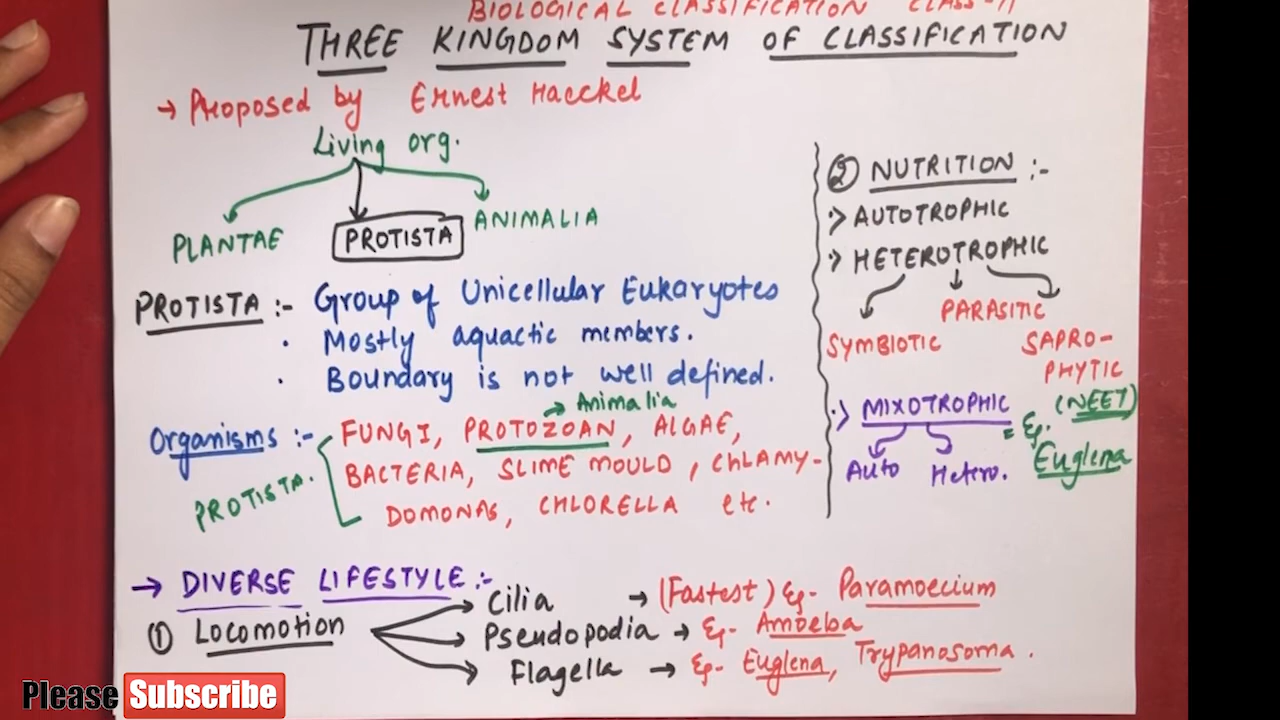 BIOLOGICAL CLASSIFICATION CLASS-11
THREE KINGDOM SYSTEM OF CLASSIFICATION
→ Proposed by Ernest Haeckel
Living org.
PLANTAE PROTISTA ANIMALIA
PROTISTA :- Group of Unicellular Eukaryotes
· Mostly aquactic members.
· Boundary is not well defined.
→ Animalia
Organisms :- FUNGI, PROTOZOAN, ALGAE,
PROTISTA. BACTERIA, SLIME MOULD, CHLAMY-
DOMONAS, CHLORELLA etc.
→ DIVERSE LIFESTYLE :-
① Locomotion
Cilia → (Fastest) Eg- Paramoecium
Pseudopodia → Eg- Amoeba
Flagella → Eg- Euglena, Trypanosoma.
② NUTRITION :-
·> AUTOTROPHIC
·> HETEROTROPHIC
SYMBIOTIC PARASITIC SAPRO-
PHYTIC
·> MIXOTROPHIC = Eg. (NEET)
Auto Hetero. Euglena
Please Subscribe